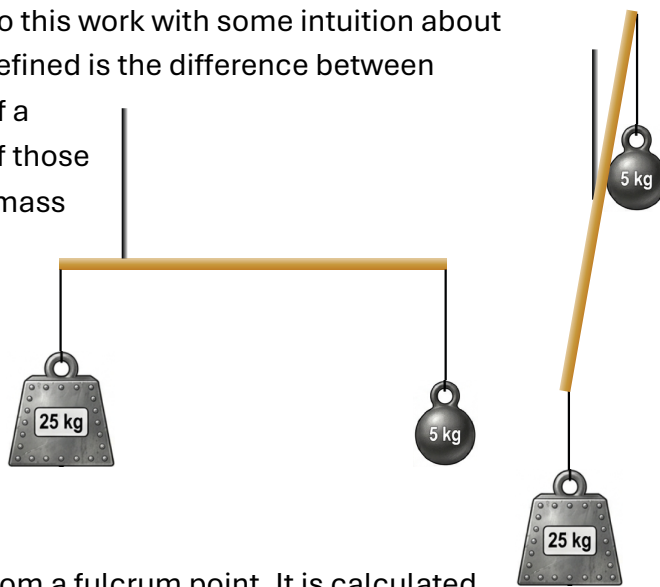 o this work with some intuition about
efined is the difference between
f a
f those
mass
5 kg
25 kg
5 kg
25 kg
om a fulcrum point. It is calculated